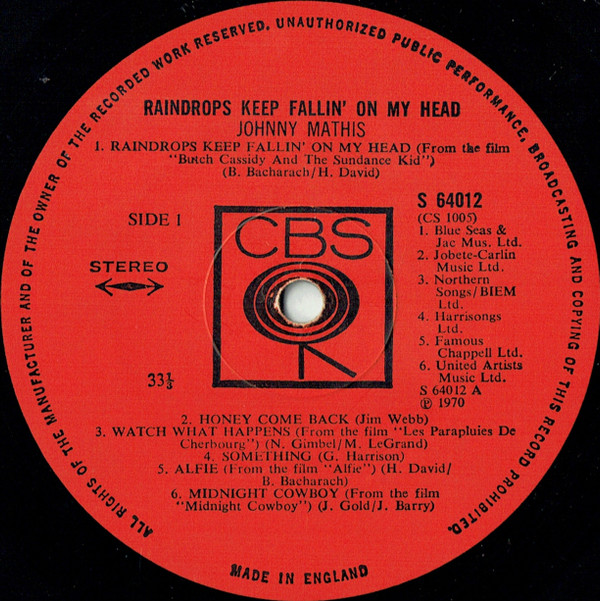 ALL RIGHTS OF THE MANUFACTURER AND OF THE OWNER OF THE RECORDED WORK RESERVED. UNAUTHORIZED PUBLIC PERFORMANCE, BROADCASTING AND COPYING OF THIS RECORD PROHIBITED.
RAINDROPS KEEP FALLIN' ON MY HEAD
JOHNNY MATHIS
1. RAINDROPS KEEP FALLIN' ON MY HEAD (From the film
"Butch Cassidy And The Sundance Kid")
(B. Bacharach/H. David)
SIDE 1
STEREO
33⅓
CBS
S 64012
(CS 1005)
1. Blue Seas &
Jac Mus. Ltd.
2. Jobete-Carlin
Music Ltd.
3. Northern
Songs/BIEM
Ltd.
4. Harrisongs
Ltd.
5. Famous
Chappell Ltd.
6. United Artists
Music Ltd.
S 64012 A
℗ 1970
2. HONEY COME BACK (Jim Webb)
3. WATCH WHAT HAPPENS (From the film "Les Parapluies De
Cherbourg") (N. Gimbel/M. LeGrand)
4. SOMETHING (G. Harrison)
5. ALFIE (From the film "Alfie") (H. David/
B. Bacharach)
6. MIDNIGHT COWBOY (From the film
"Midnight Cowboy") (J. Gold/J. Barry)
MADE IN ENGLAND